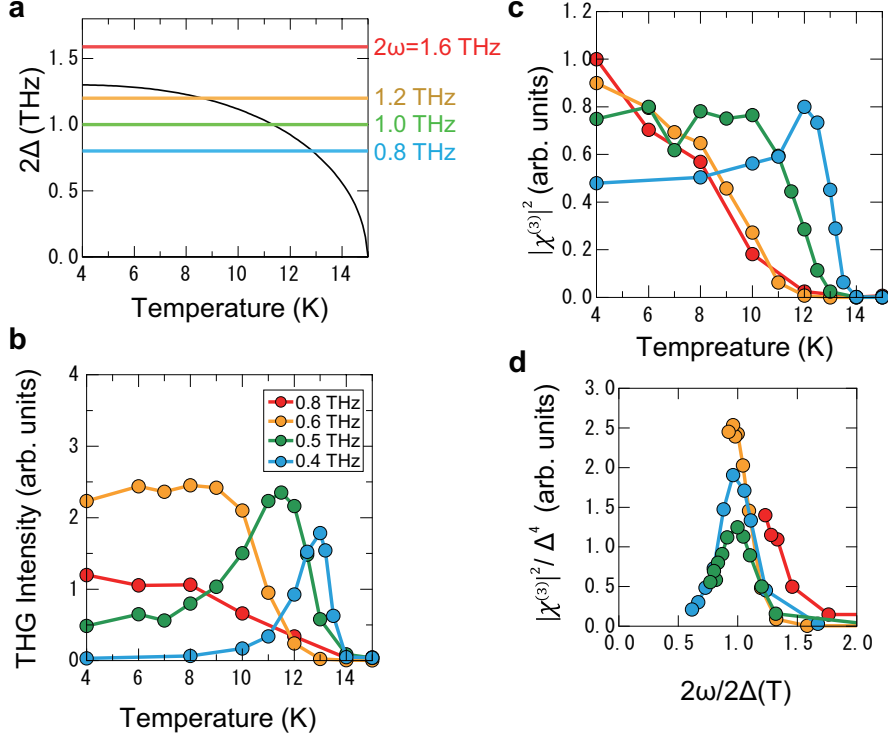 a
2Δ (THz)
1.5
1.0
0.5
0.0
4
6
8
10
12
14
Temperature (K)
2ω=1.6 THz
1.2 THz
1.0 THz
0.8 THz
b
THG Intensity (arb. units)
4
3
2
1
0
4
6
8
10
12
14
Temperature (K)
0.8 THz
0.6 THz
0.5 THz
0.4 THz
c
|χ⁽³⁾|² (arb. units)
1.2
1.0
0.8
0.6
0.4
0.2
0.0
4
6
8
10
12
14
Tempreature (K)
d
|χ⁽³⁾|²/Δ⁴ (arb. units)
3.0
2.5
2.0
1.5
1.0
0.5
0.0
0.0
0.5
1.0
1.5
2.0
2ω/2Δ(T)